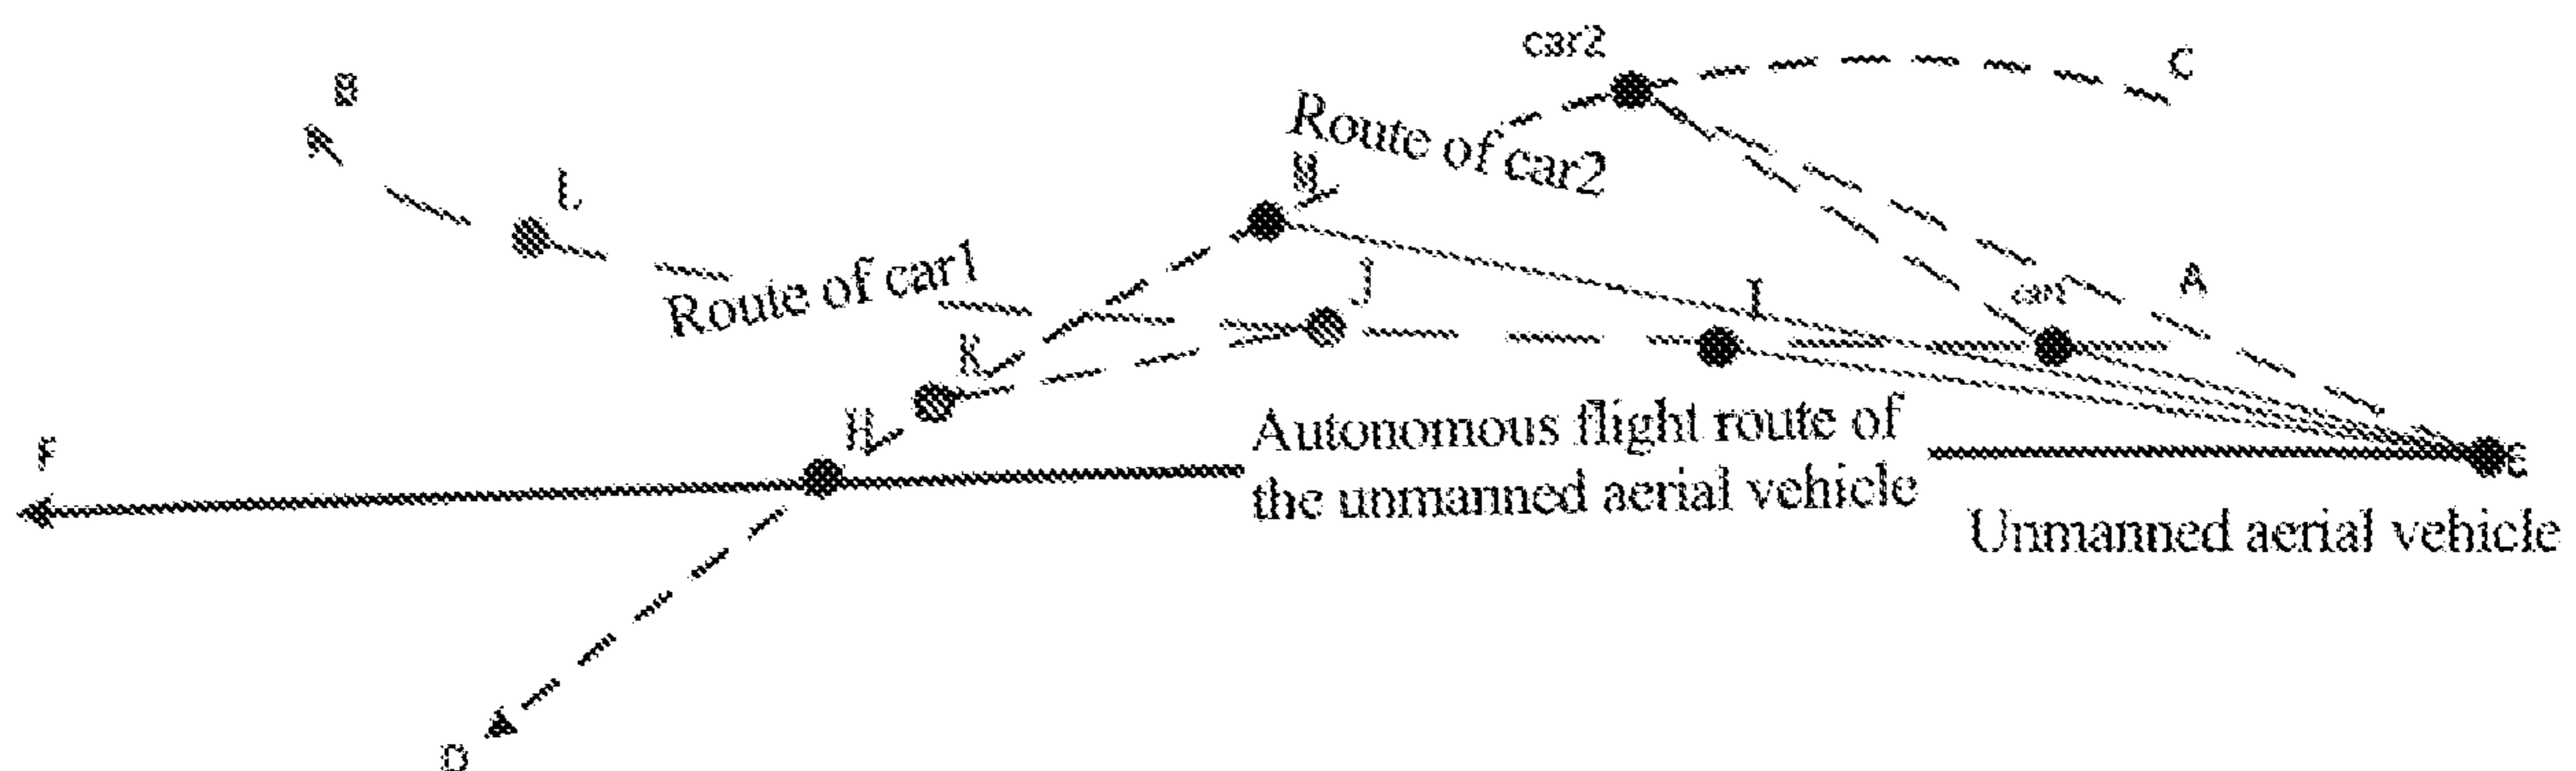 car2
C
B
Route of car2
M
L
Route of car1
J
I
car1
A
K
H
F
Autonomous flight route of
the unmanned aerial vehicle
E
Unmanned aerial vehicle
D